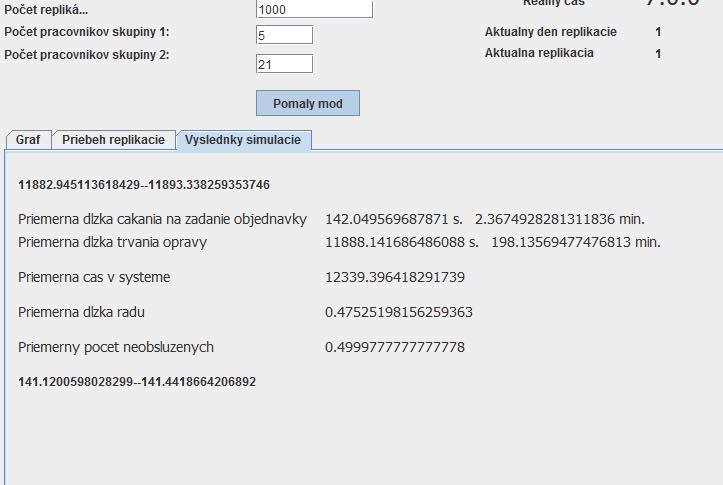 Počet repliká... 1000
Realny čas
Počet pracovnikov skupiny 1: 5
Aktualny den replikacie 1
Počet pracovnikov skupiny 2: 21
Aktualna replikacia 1
Pomaly mod
Graf Priebeh replikacie Vyslednky simulacie
11882.945113618429--11893.338259353746
Priemerna dlzka cakania na zadanie objednavky 142.049569687871 s. 2.3674928281311836 min.
Priemerna dlzka trvania opravy 11888.141686486088 s. 198.13569477476813 min.
Priemerna cas v systeme 12339.396418291739
Priemerna dlzka radu 0.47525198156259363
Priemerny pocet neobsluzenych 0.4999777777777778
141.1200598028299--141.4418664206892